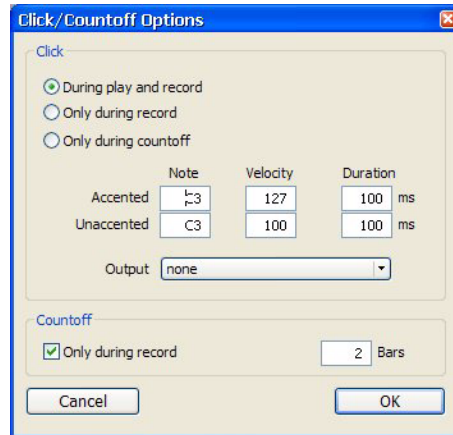 Click/Countoff Options
Click
During play and record
Only during record
Only during countoff
Note Velocity Duration
Accented 127 100 ms
Unaccented C3 100 100 ms
Output none
Countoff
Only during record 2 Bars
Cancel OK